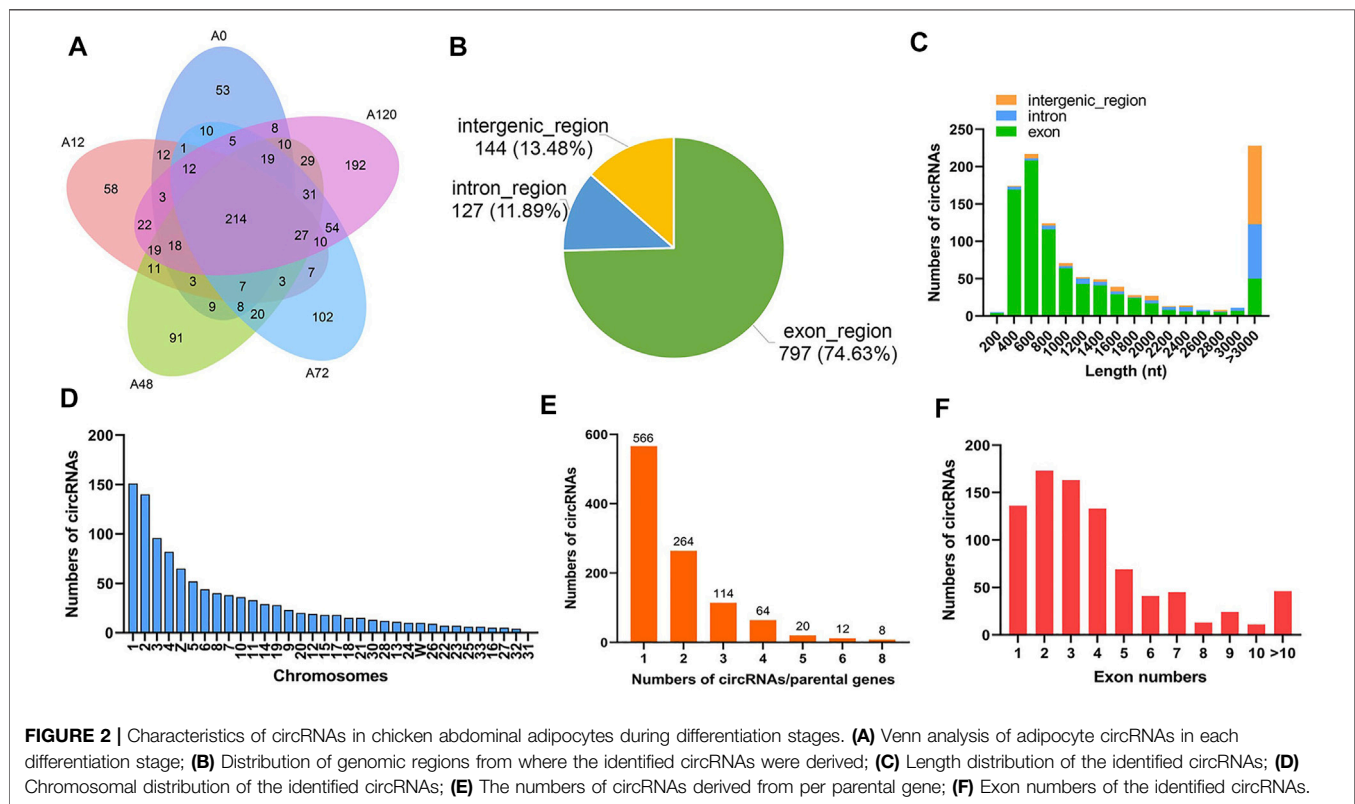 A
A0
A12
A120
A48
A72
53
10
5
8
10
29
192
12
1
12
19
31
58
3
22
214
54
27
10
19
18
11
3
7
3
7
9
8
20
91
102
B
intergenic_region
144 (13.48%)
intron_region
127 (11.89%)
exon_region
797 (74.63%)
C
intergenic_region
intron
exon
Numbers of circRNAs
250
200
150
100
50
0
200 400 600 800 1000 1200 1400 1600 1800 2000 2200 2400 2600 2800 3000 >3000
Length (nt)
D
Numbers of circRNAs
200
150
100
50
0
1 2 3 4 Z 5 6 8 7 10 11 14 19 9 20 12 15 17 18 21 30 28 13 24 W 26 22 23 25 33 16 27 32 31
Chromosomes
E
Numbers of circRNAs
600
400
200
0
566
264
114
64
20
12
8
1 2 3 4 5 6 8
Numbers of circRNAs/parental genes
F
Numbers of circRNAs
200
150
100
50
0
1 2 3 4 5 6 7 8 9 10 >10
Exon numbers
FIGURE 2 | Characteristics of circRNAs in chicken abdominal adipocytes during differentiation stages. (A) Venn analysis of adipocyte circRNAs in each
differentiation stage; (B) Distribution of genomic regions from where the identified circRNAs were derived; (C) Length distribution of the identified circRNAs; (D)
Chromosomal distribution of the identified circRNAs; (E) The numbers of circRNAs derived from per parental gene; (F) Exon numbers of the identified circRNAs.